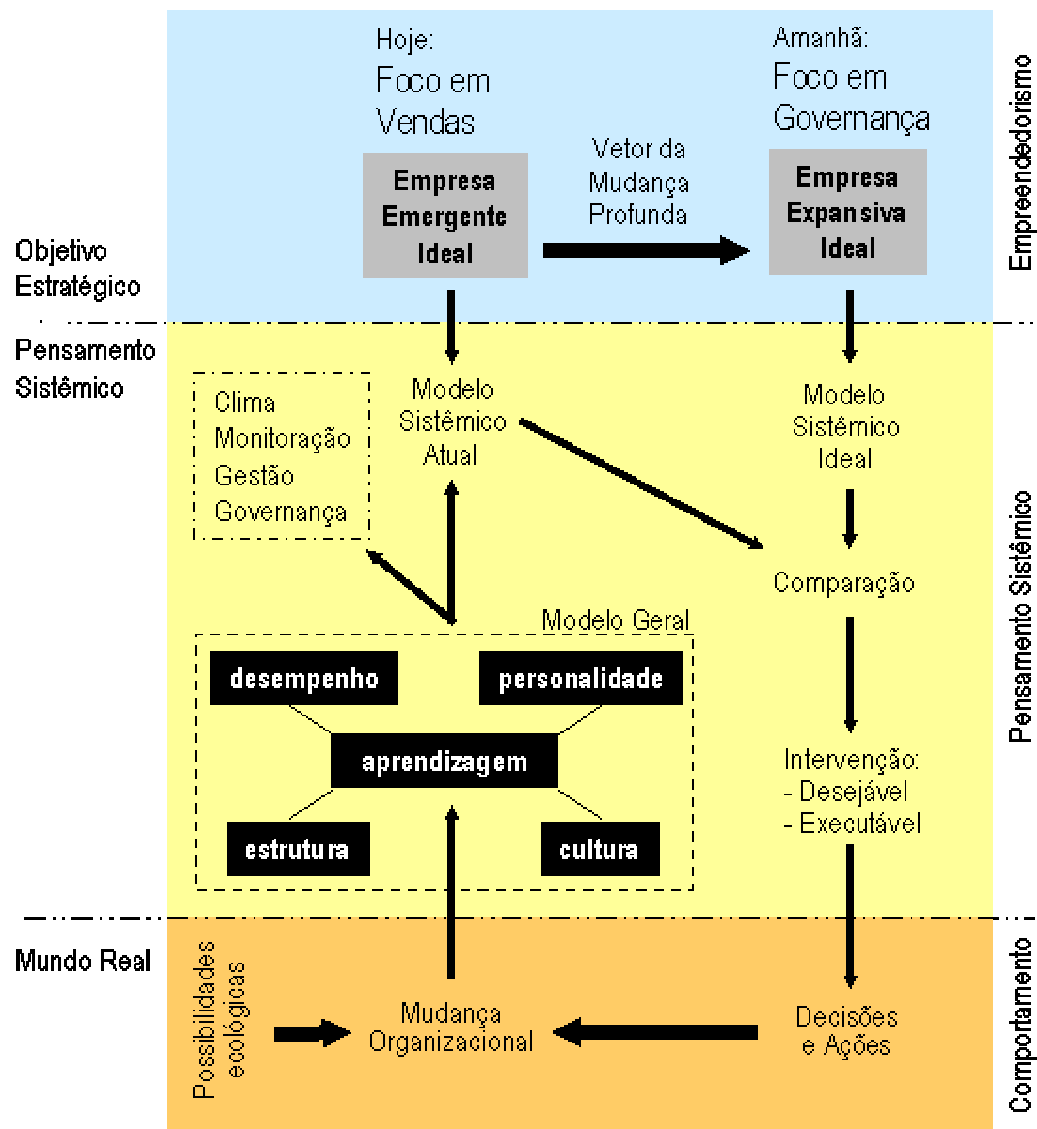 Hoje:
Foco em
Vendas
Amanhã:
Foco em
Governança
Vetor da
Mudança
Profunda
Empresa
Emergente
Ideal
Empresa
Expansiva
Ideal
Empreendedorismo
Objetivo
Estratégico
Pensamento
Sistêmico
Clima
Monitoração
Gestão
Governança
Modelo
Sistêmico
Atual
Modelo
Sistêmico
Ideal
Comparação
Pensamento Sistêmico
Modelo Geral
desempenho
personalidade
aprendizagem
estrutura
cultura
Intervenção:
- Desejável
- Executável
Mundo Real
Possibilidades
ecológicas
Mudança
Organizacional
Decisões
e Ações
Comportamento